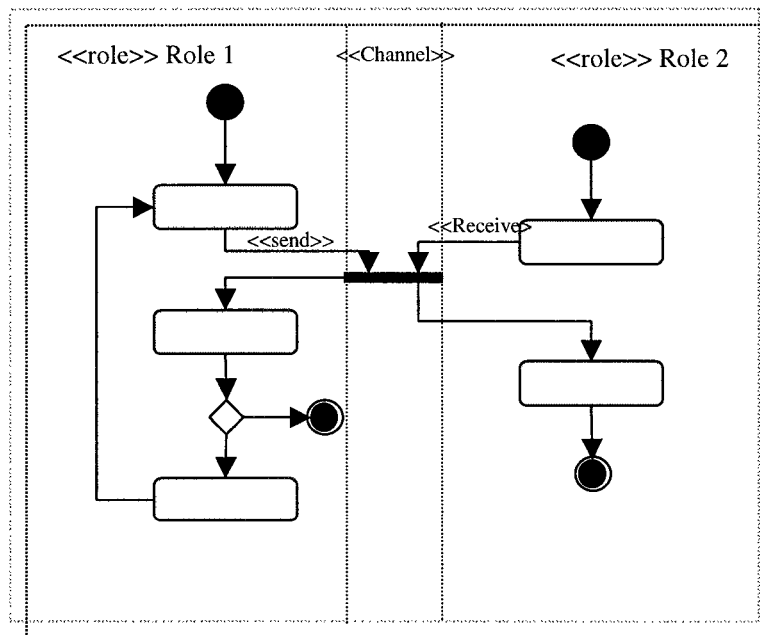 <<role>> Role 1
<<Channel>>
<<role>> Role 2
<<send>>
<<Receive>